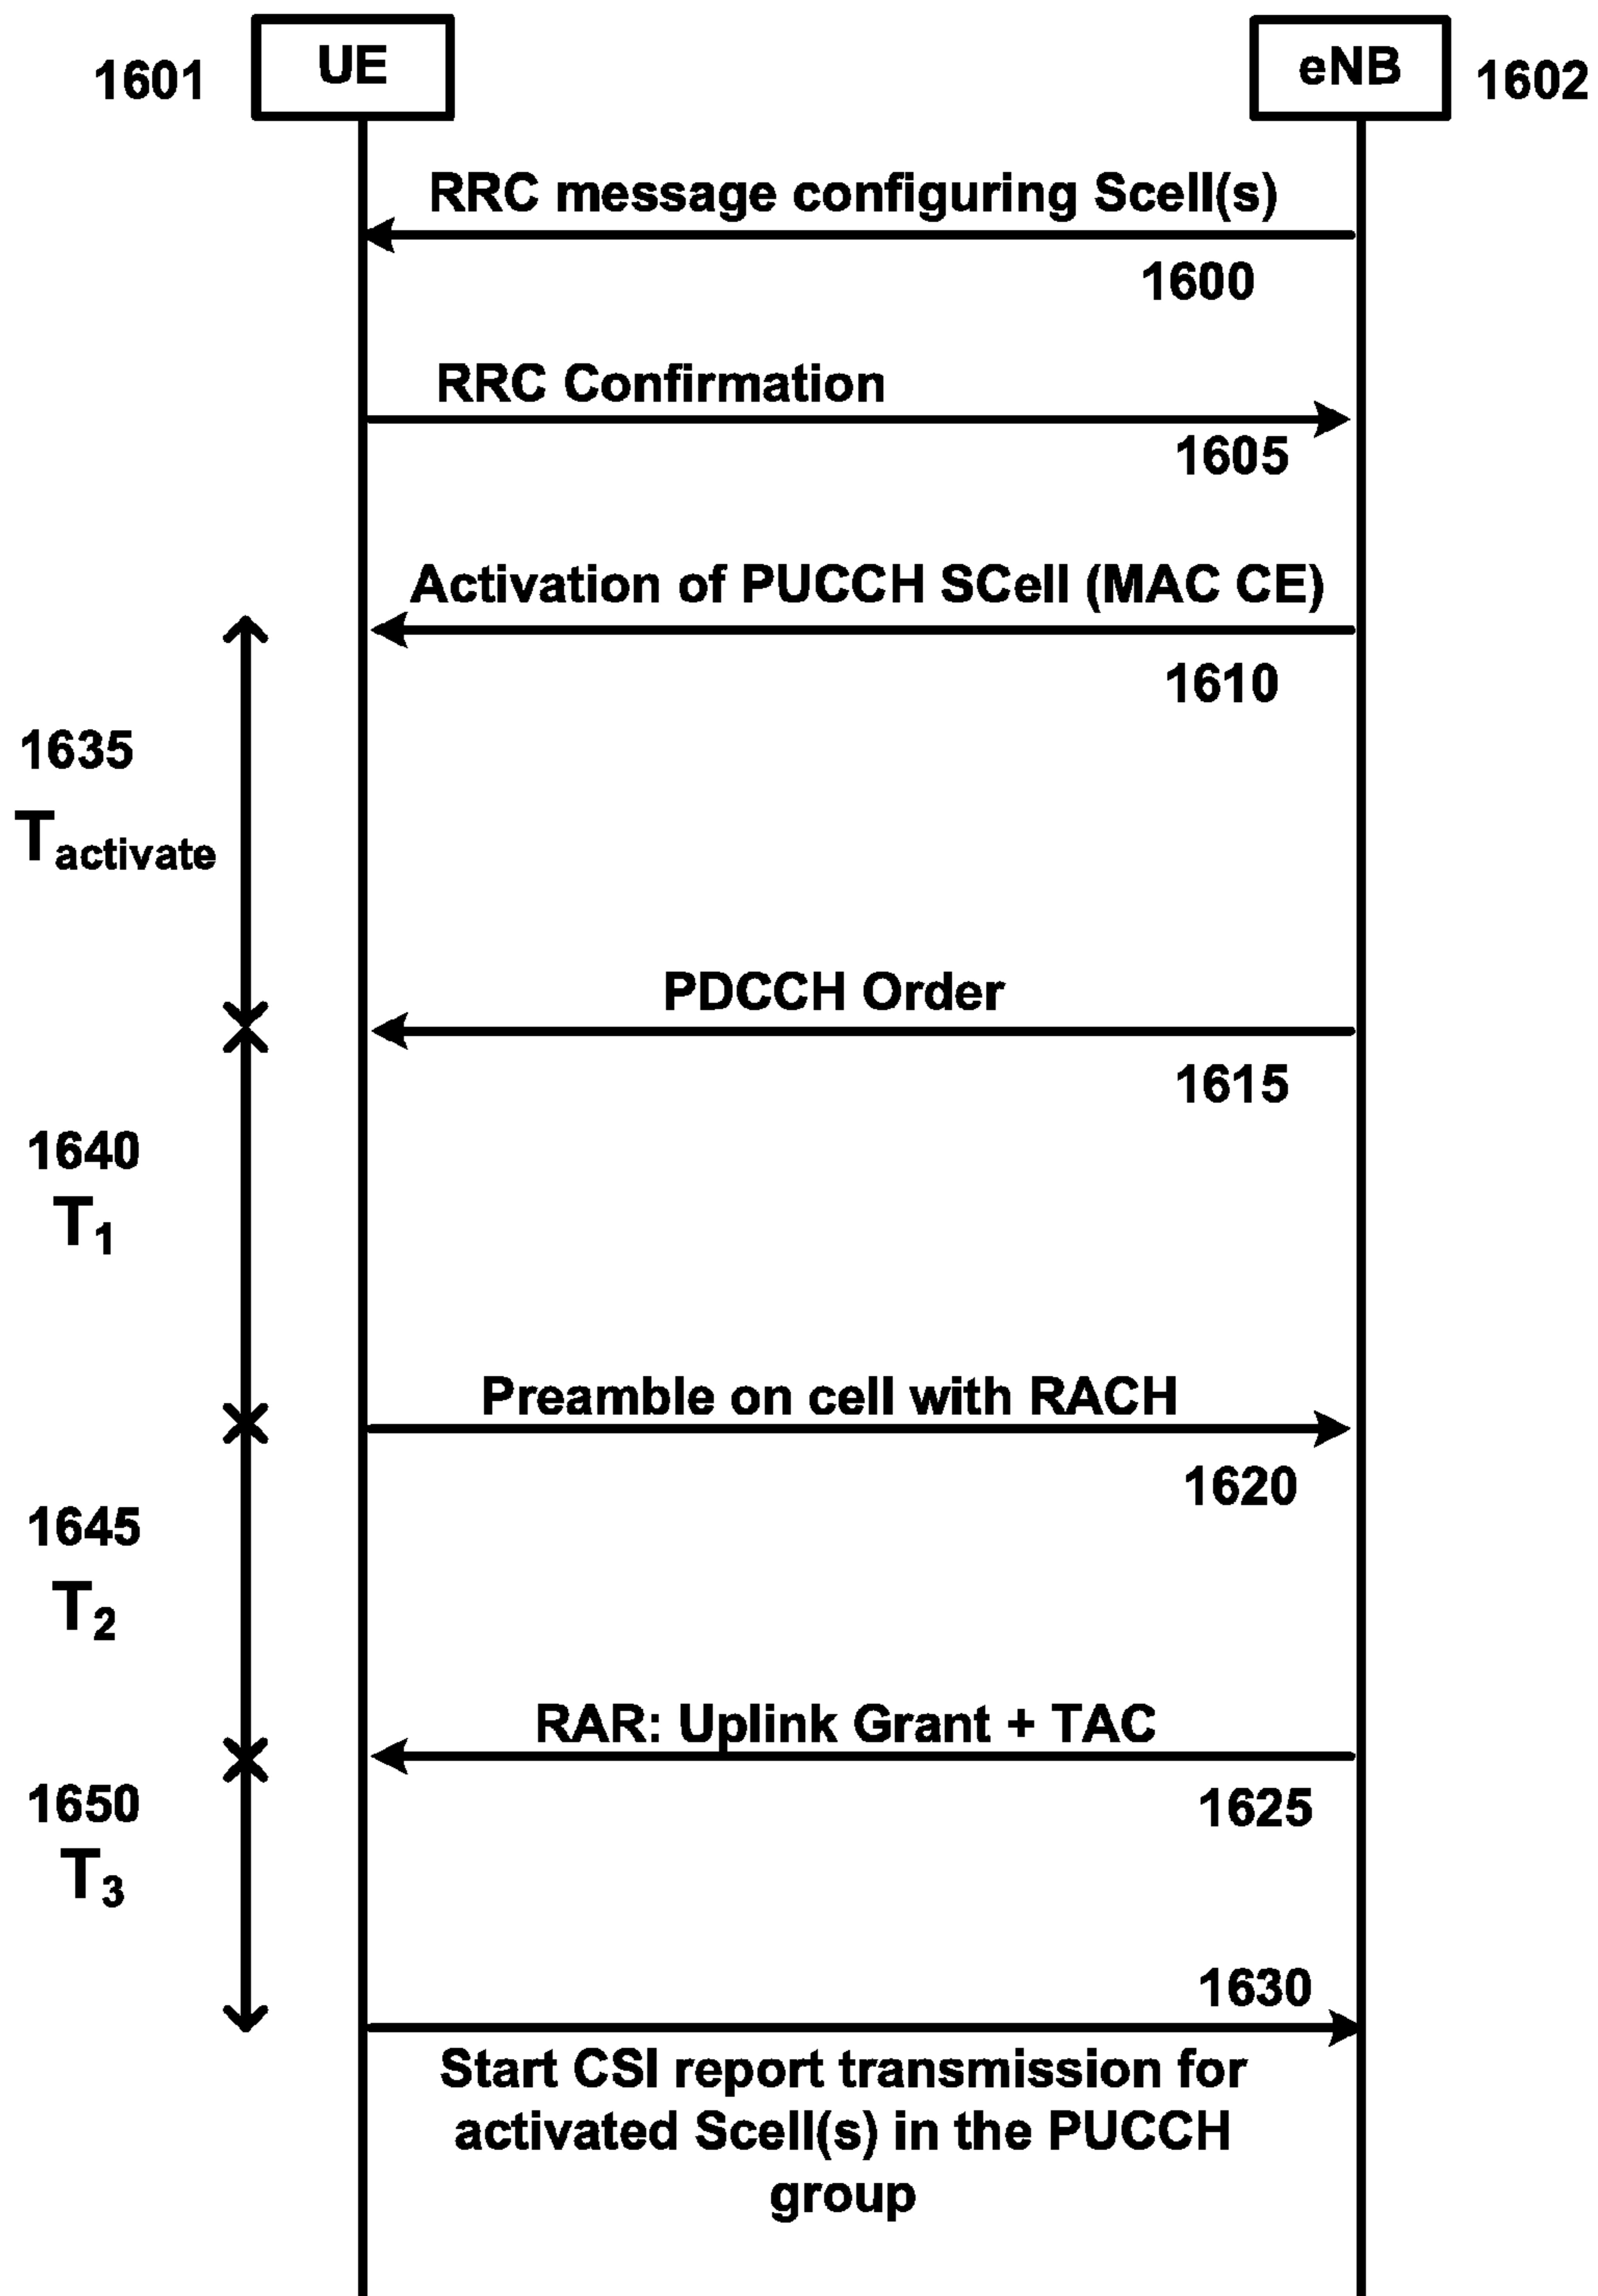 1601
UE
eNB
1602
RRC message configuring Scell(s)
1600
RRC Confirmation
1605
Activation of PUCCH SCell (MAC CE)
1610
1635
Tactivate
PDCCH Order
1615
1640
T1
Preamble on cell with RACH
1620
1645
T2
RAR: Uplink Grant + TAC
1625
1650
T3
1630
Start CSI report transmission for
activated Scell(s) in the PUCCH
group